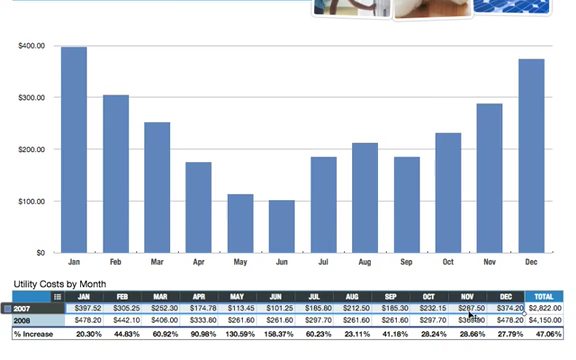 $400.00
$300.00
$200.00
$100.00
$0
Jan Feb Mar Apr May Jun Jul Aug Sep Oct Nov Dec
Utility Costs by Month
JAN FEB MAR APR MAY JUN JUL AUG SEP OCT NOV DEC TOTAL
2007 $397.52 $305.25 $252.30 $174.78 $113.45 $101.25 $185.60 $212.50 $185.30 $232.15 $287.50 $374.20 $2,822.00
2008 $478.20 $442.10 $406.00 $333.80 $261.60 $261.60 $297.70 $261.60 $261.60 $297.70 $478.20 $4,150.00
% Increase 20.30% 44.83% 60.92% 90.98% 130.59% 158.37% 60.23% 23.11% 41.18% 28.24% 28.66% 27.79% 47.06%